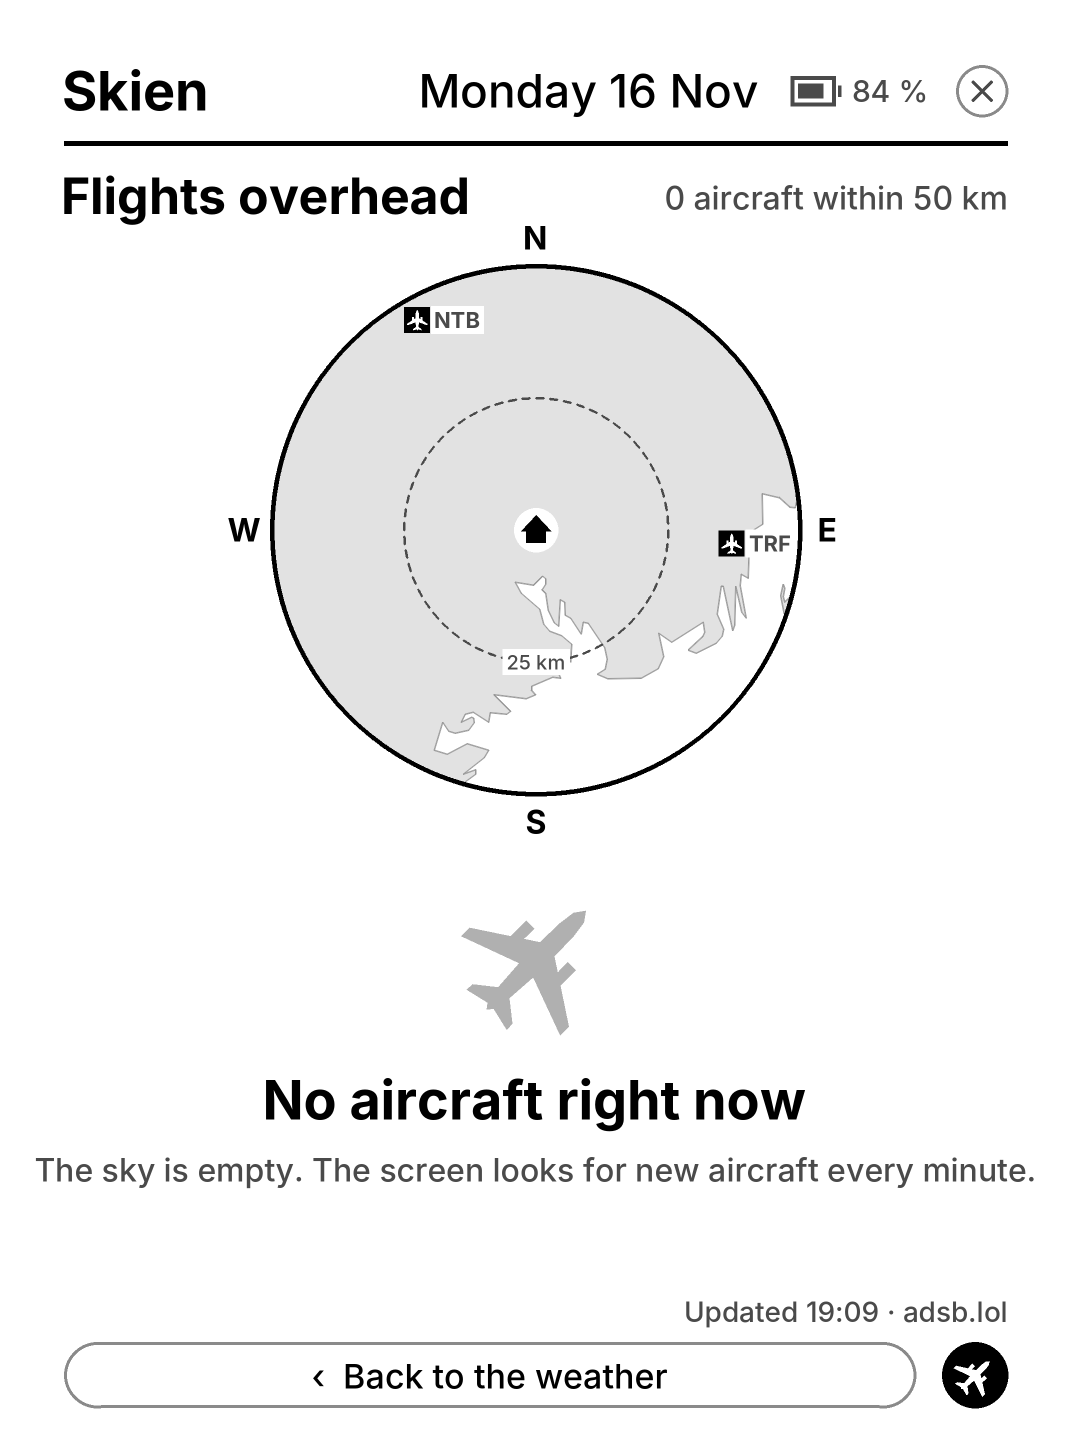 Skien
Monday 16 Nov
84 %
Flights overhead
0 aircraft within 50 km
N
NTB
W
TRF
E
25 km
S
No aircraft right now
The sky is empty. The screen looks for new aircraft every minute.
Updated 19:09 · adsb.lol
‹ Back to the weather